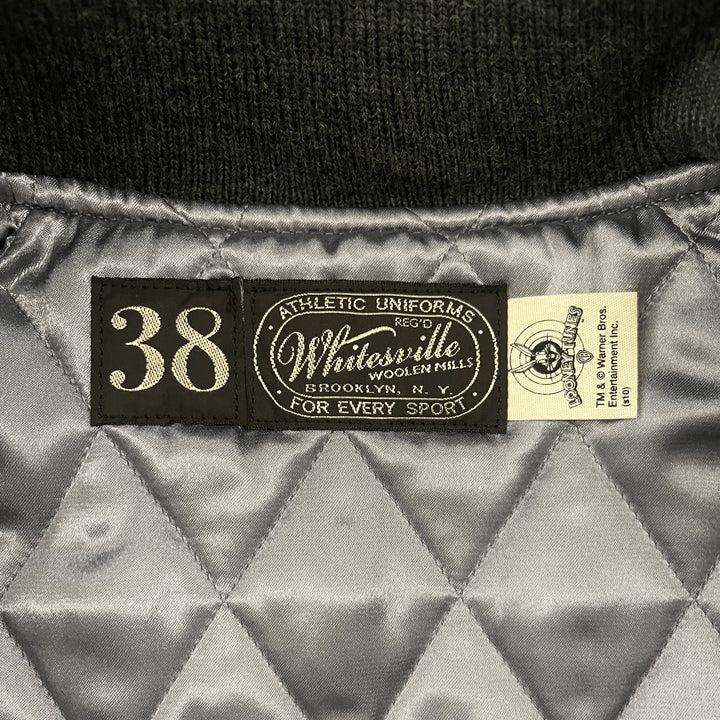 38
ATHLETIC UNIFORMS
REG'D
Whitesville
WOOLEN MILLS
BROOKLYN, N.Y.
FOR EVERY SPORT
LOONEY TUNES
TM & © Warner Bros.
Entertainment Inc.
(s10)